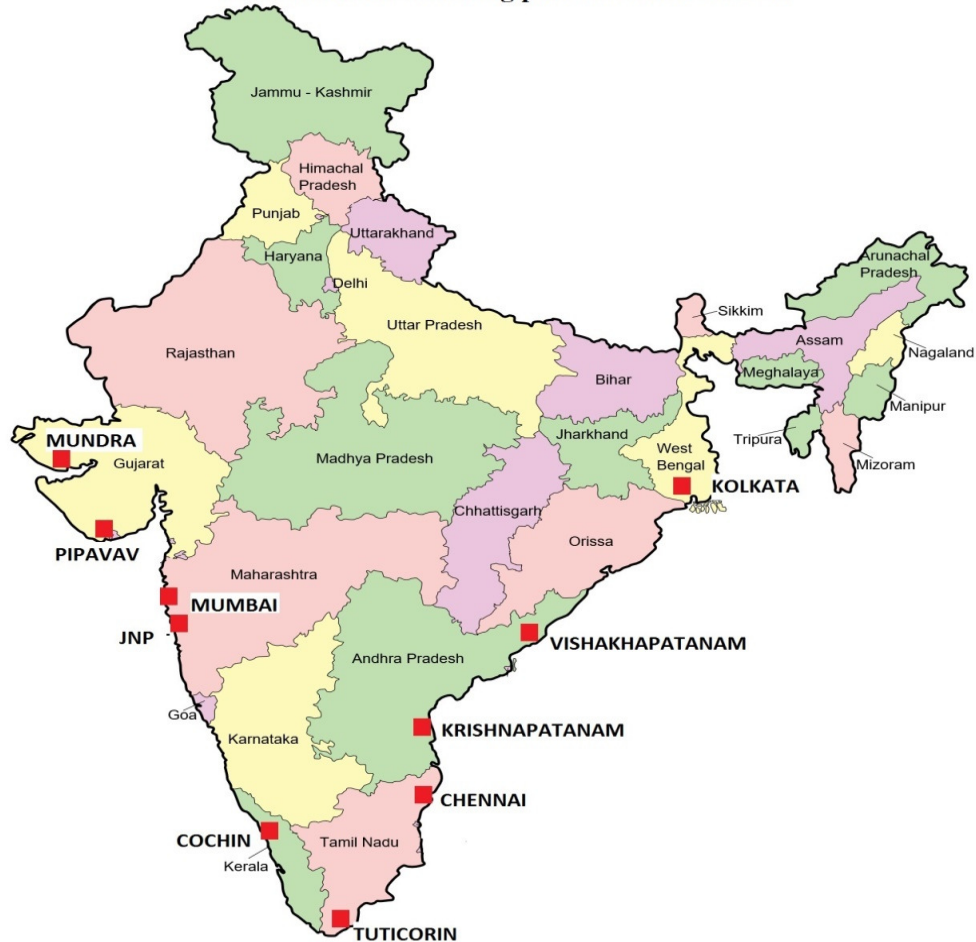 Jammu - Kashmir
Himachal
Pradesh
Punjab
Uttarakhand
Haryana
Delhi
Arunachal
Pradesh
Sikkim
Uttar Pradesh
Assam
Nagaland
Rajasthan
Bihar
Meghalaya
Manipur
MUNDRA
Gujarat
Madhya Pradesh
Jharkhand
West
Bengal
Tripura
Mizoram
KOLKATA
Chhattisgarh
Orissa
PIPAVAV
Maharashtra
MUMBAI
JNP
VISHAKHAPATANAM
Andhra Pradesh
Goa
Karnataka
KRISHNAPATANAM
CHENNAI
COCHIN
Tamil Nadu
Kerala
TUTICORIN